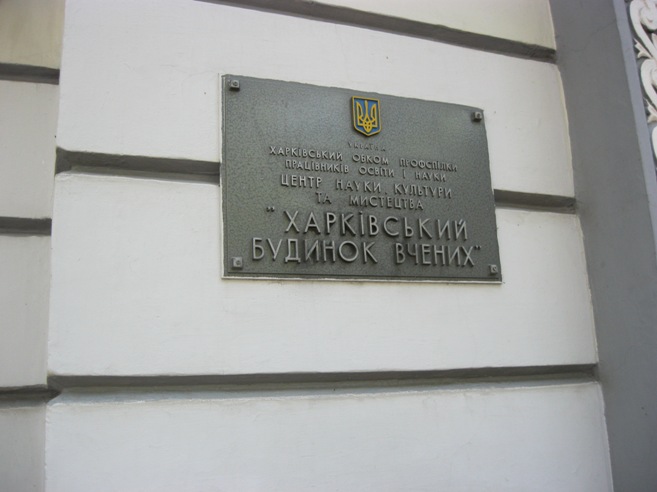 УКРАЇНА
ХАРКІВСЬКИЙ ОБКОМ ПРОФСПІЛКИ
ПРАЦІВНИКІВ ОСВІТИ І НАУКИ
ЦЕНТР НАУКИ КУЛЬТУРИ
ТА МИСТЕЦТВА
"ХАРКІВСЬКИЙ
БУДИНОК ВЧЕНИХ"